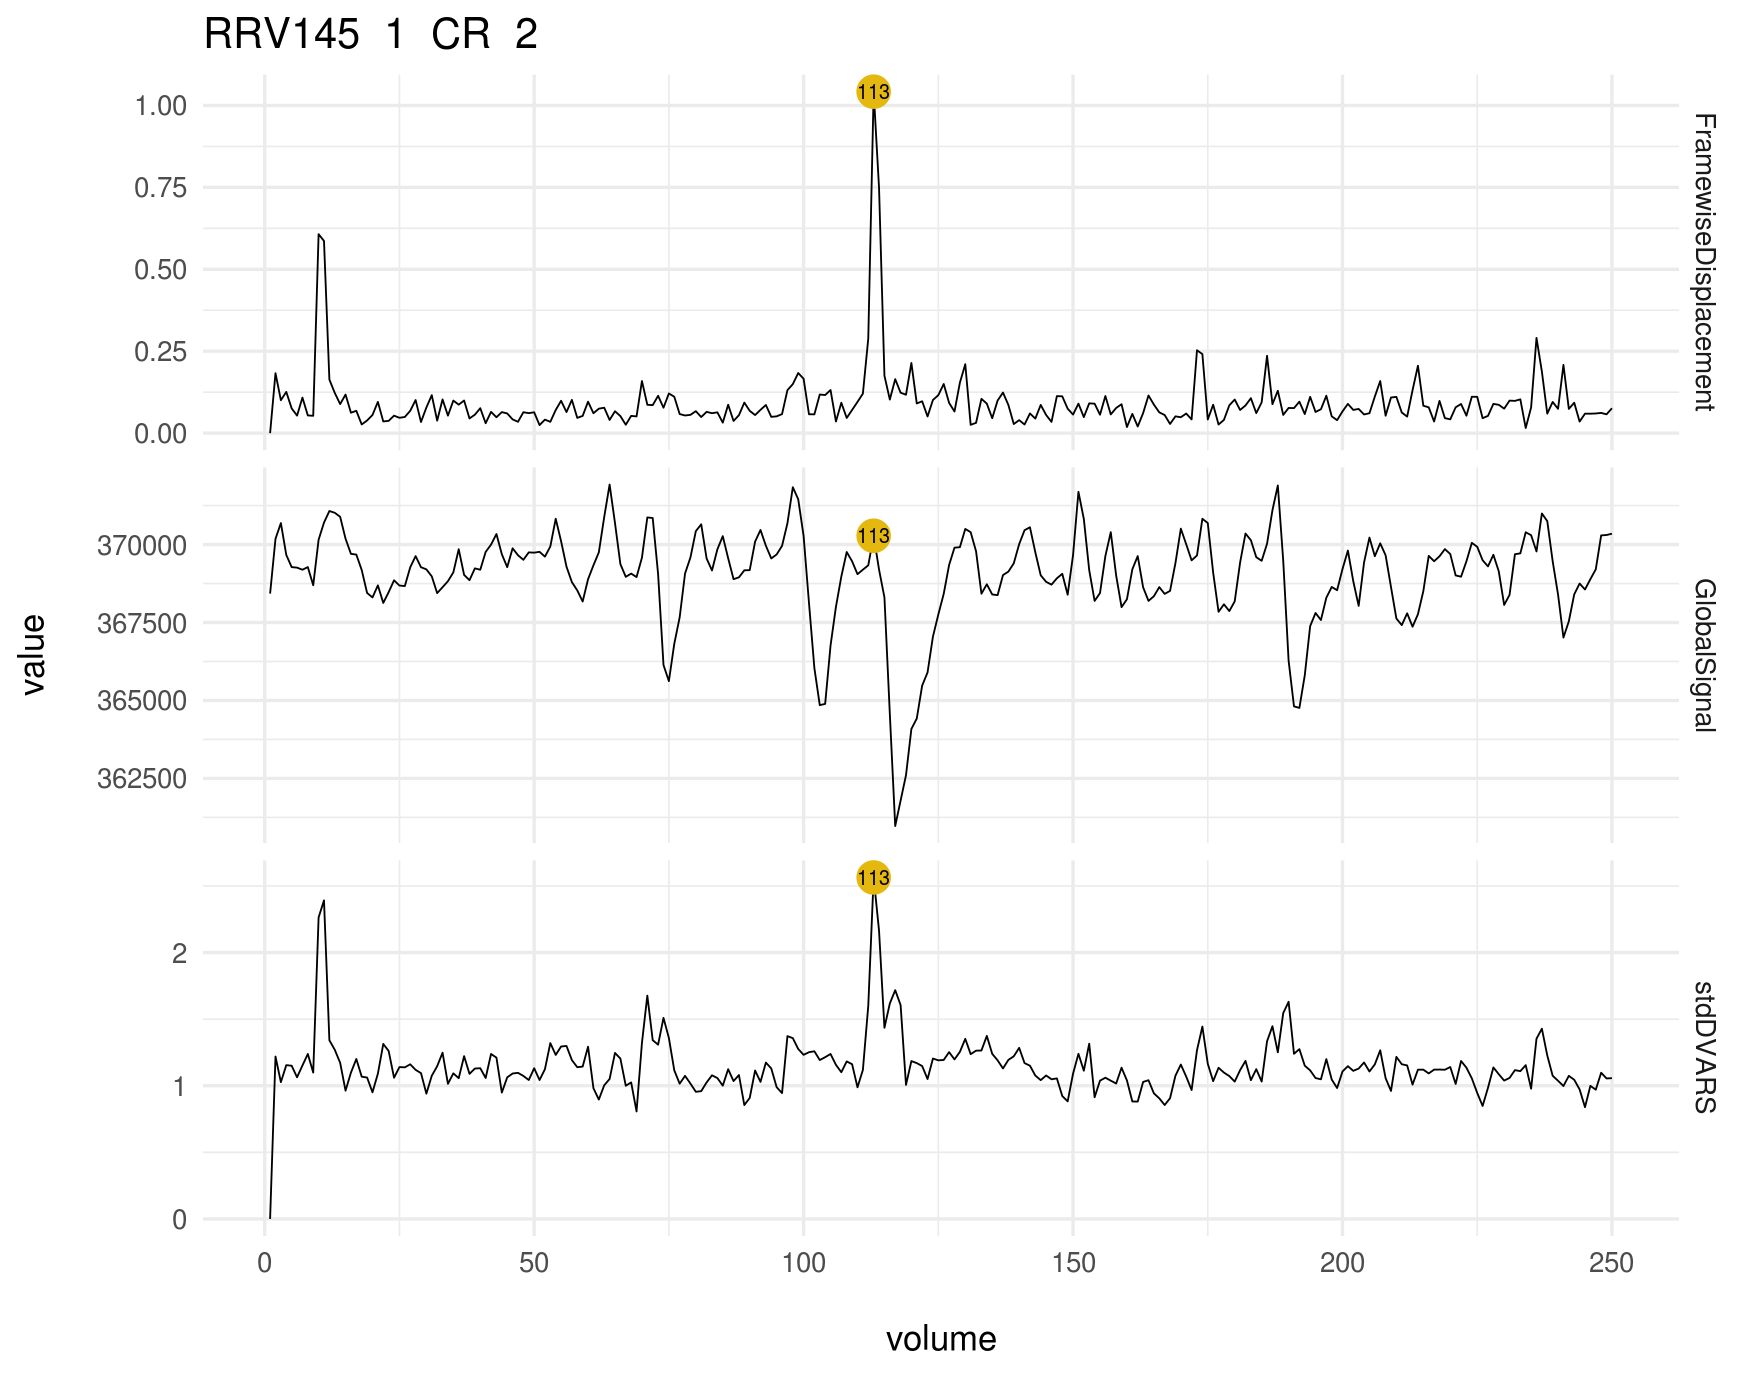 RRV145 1 CR 2
113
1.00
0.75
0.50
0.25
0.00
FramewiseDisplacement
113
370000
367500
365000
362500
GlobalSignal
value
113
2
1
0
stdDVARS
0 50 100 150 200 250
volume